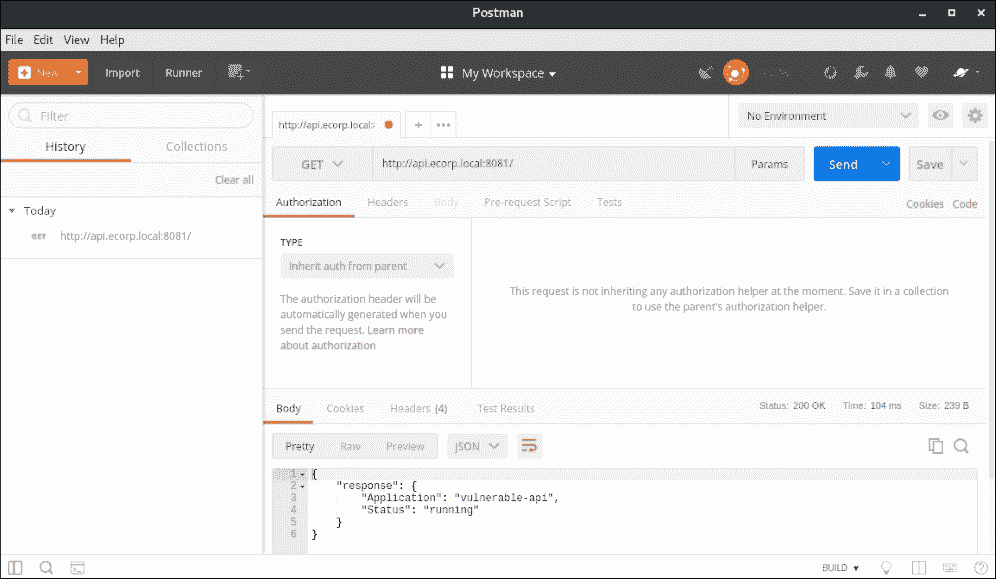 Postman
File Edit View Help
New Import Runner My Workspace
Filter
History Collections
Clear all
Today
GET http://api.ecorp.local:8081/
http://api.ecorp.local: + ••• No Environment
GET http://api.ecorp.local:8081/ Params Send Save
Authorization Headers Body Pre-request Script Tests Cookies Code
TYPE
Inherit auth from parent
The authorization header will be
automatically generated when you
send the request. Learn more
about authorization
This request is not inheriting any authorization helper at the moment. Save it in a collection
to use the parent's authorization helper.
Body Cookies Headers (4) Test Results Status: 200 OK Time: 104 ms Size: 239 B
Pretty Raw Preview JSON
1 {
2 "response": {
3 "Application": "vulnerable-api",
4 "Status": "running"
5 }
6 }
BUILD